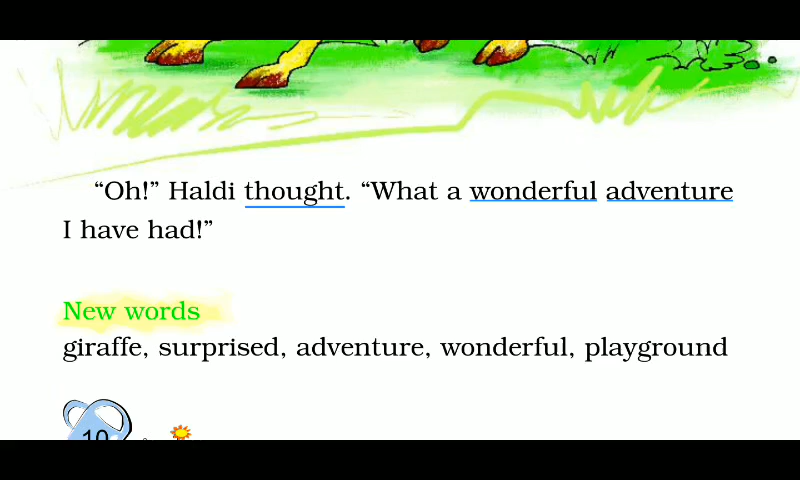 “Oh!” Haldi thought. “What a wonderful adventure
I have had!”
New words
giraffe, surprised, adventure, wonderful, playground
10